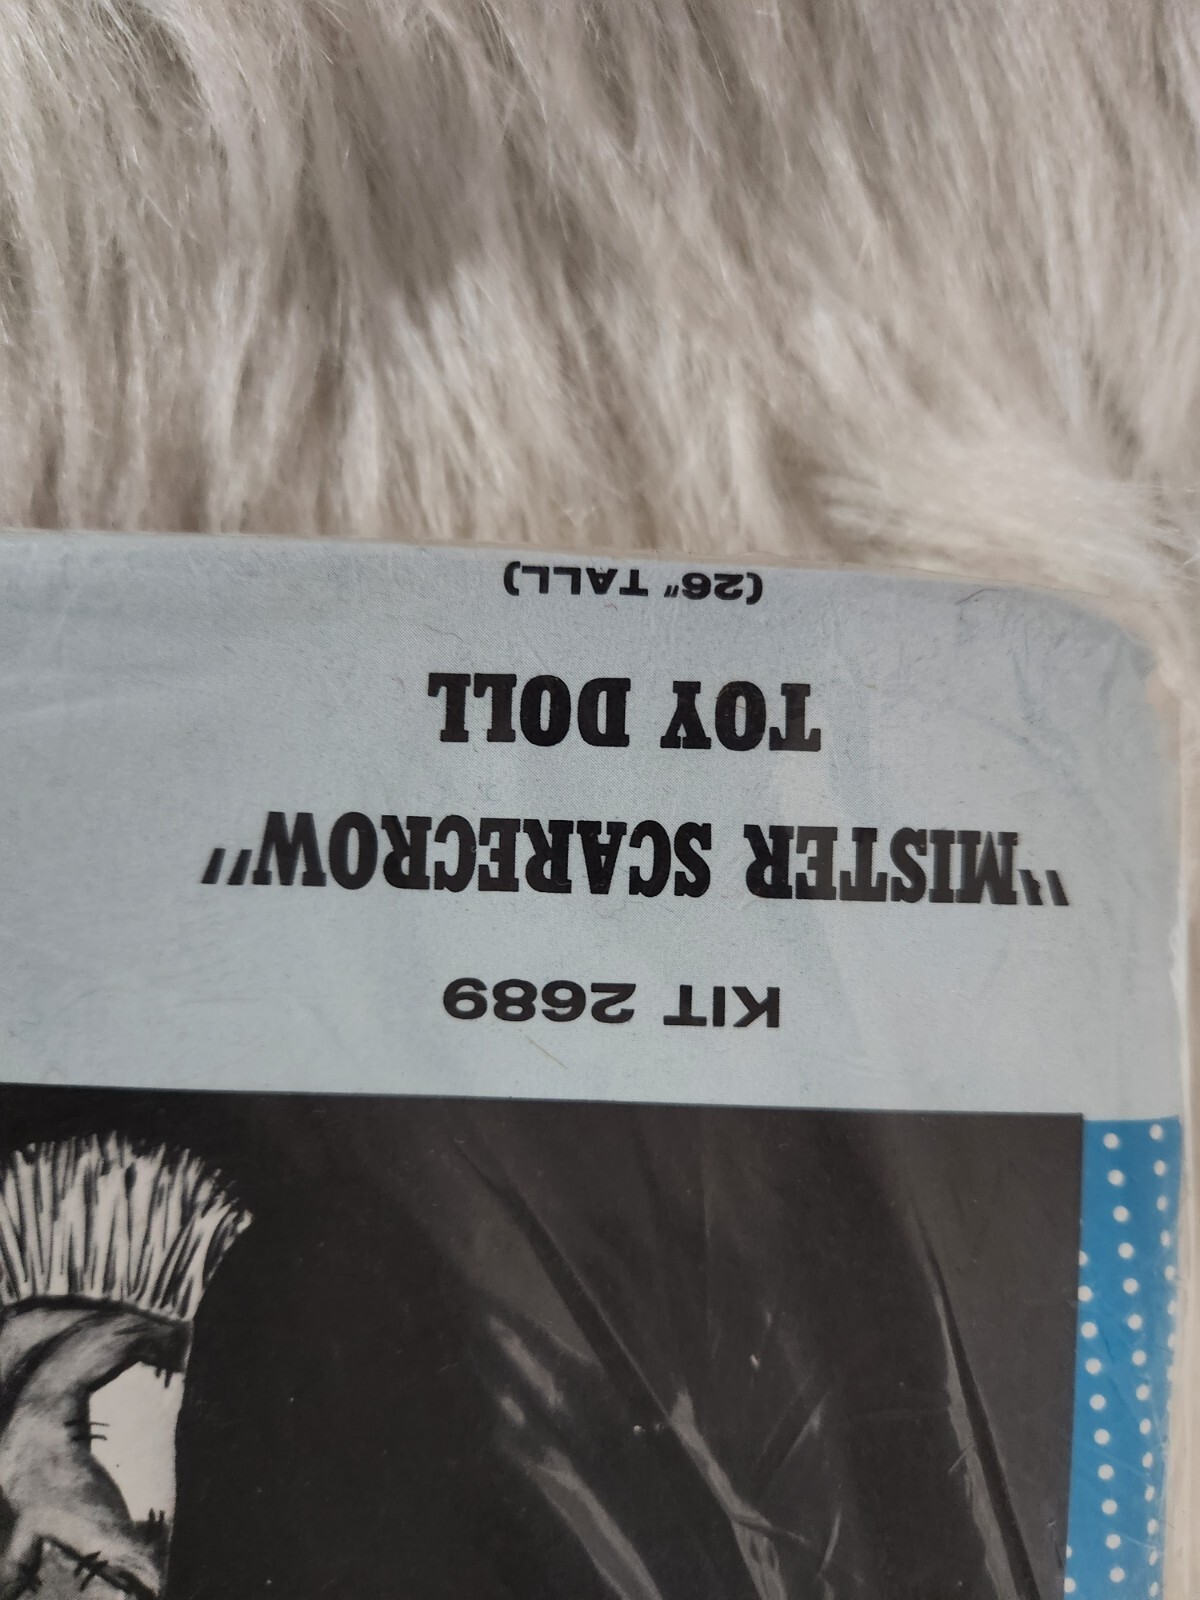 KIT 2689
"MISTER SCARECROW"
TOY DOLL
(26" TALL)